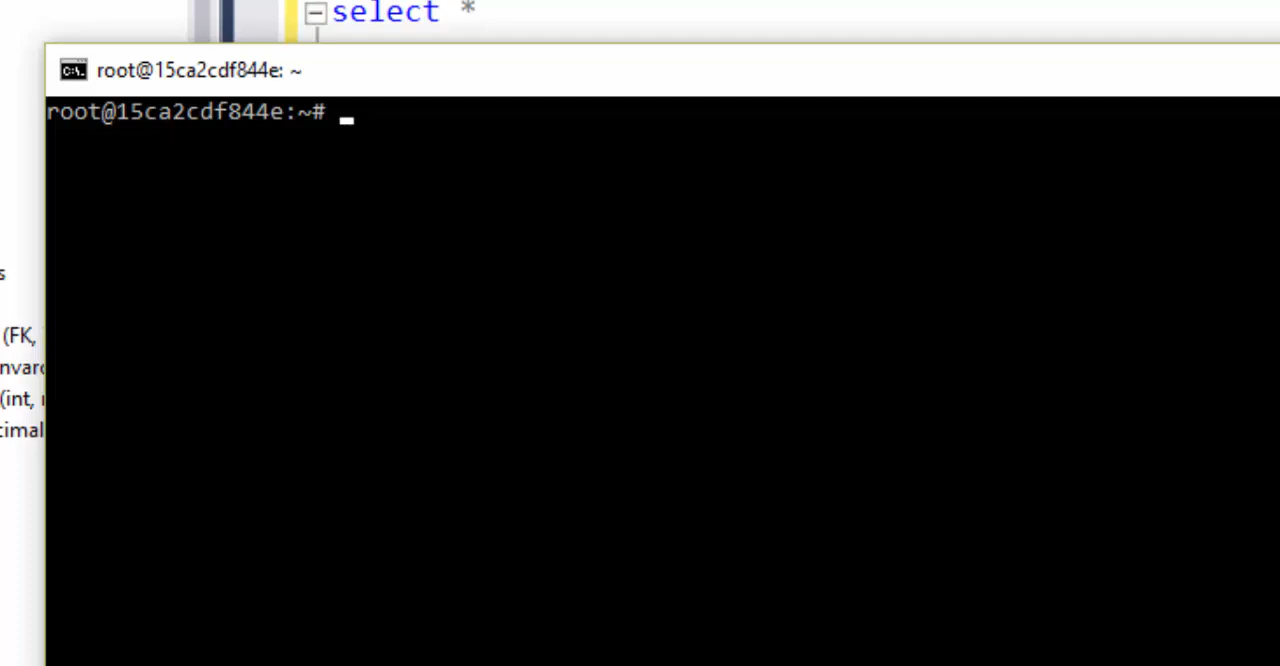 select *
root@15ca2cdf844e: ~
root@15ca2cdf844e:~#
s
(FK,
nvarc
(int,
cimal